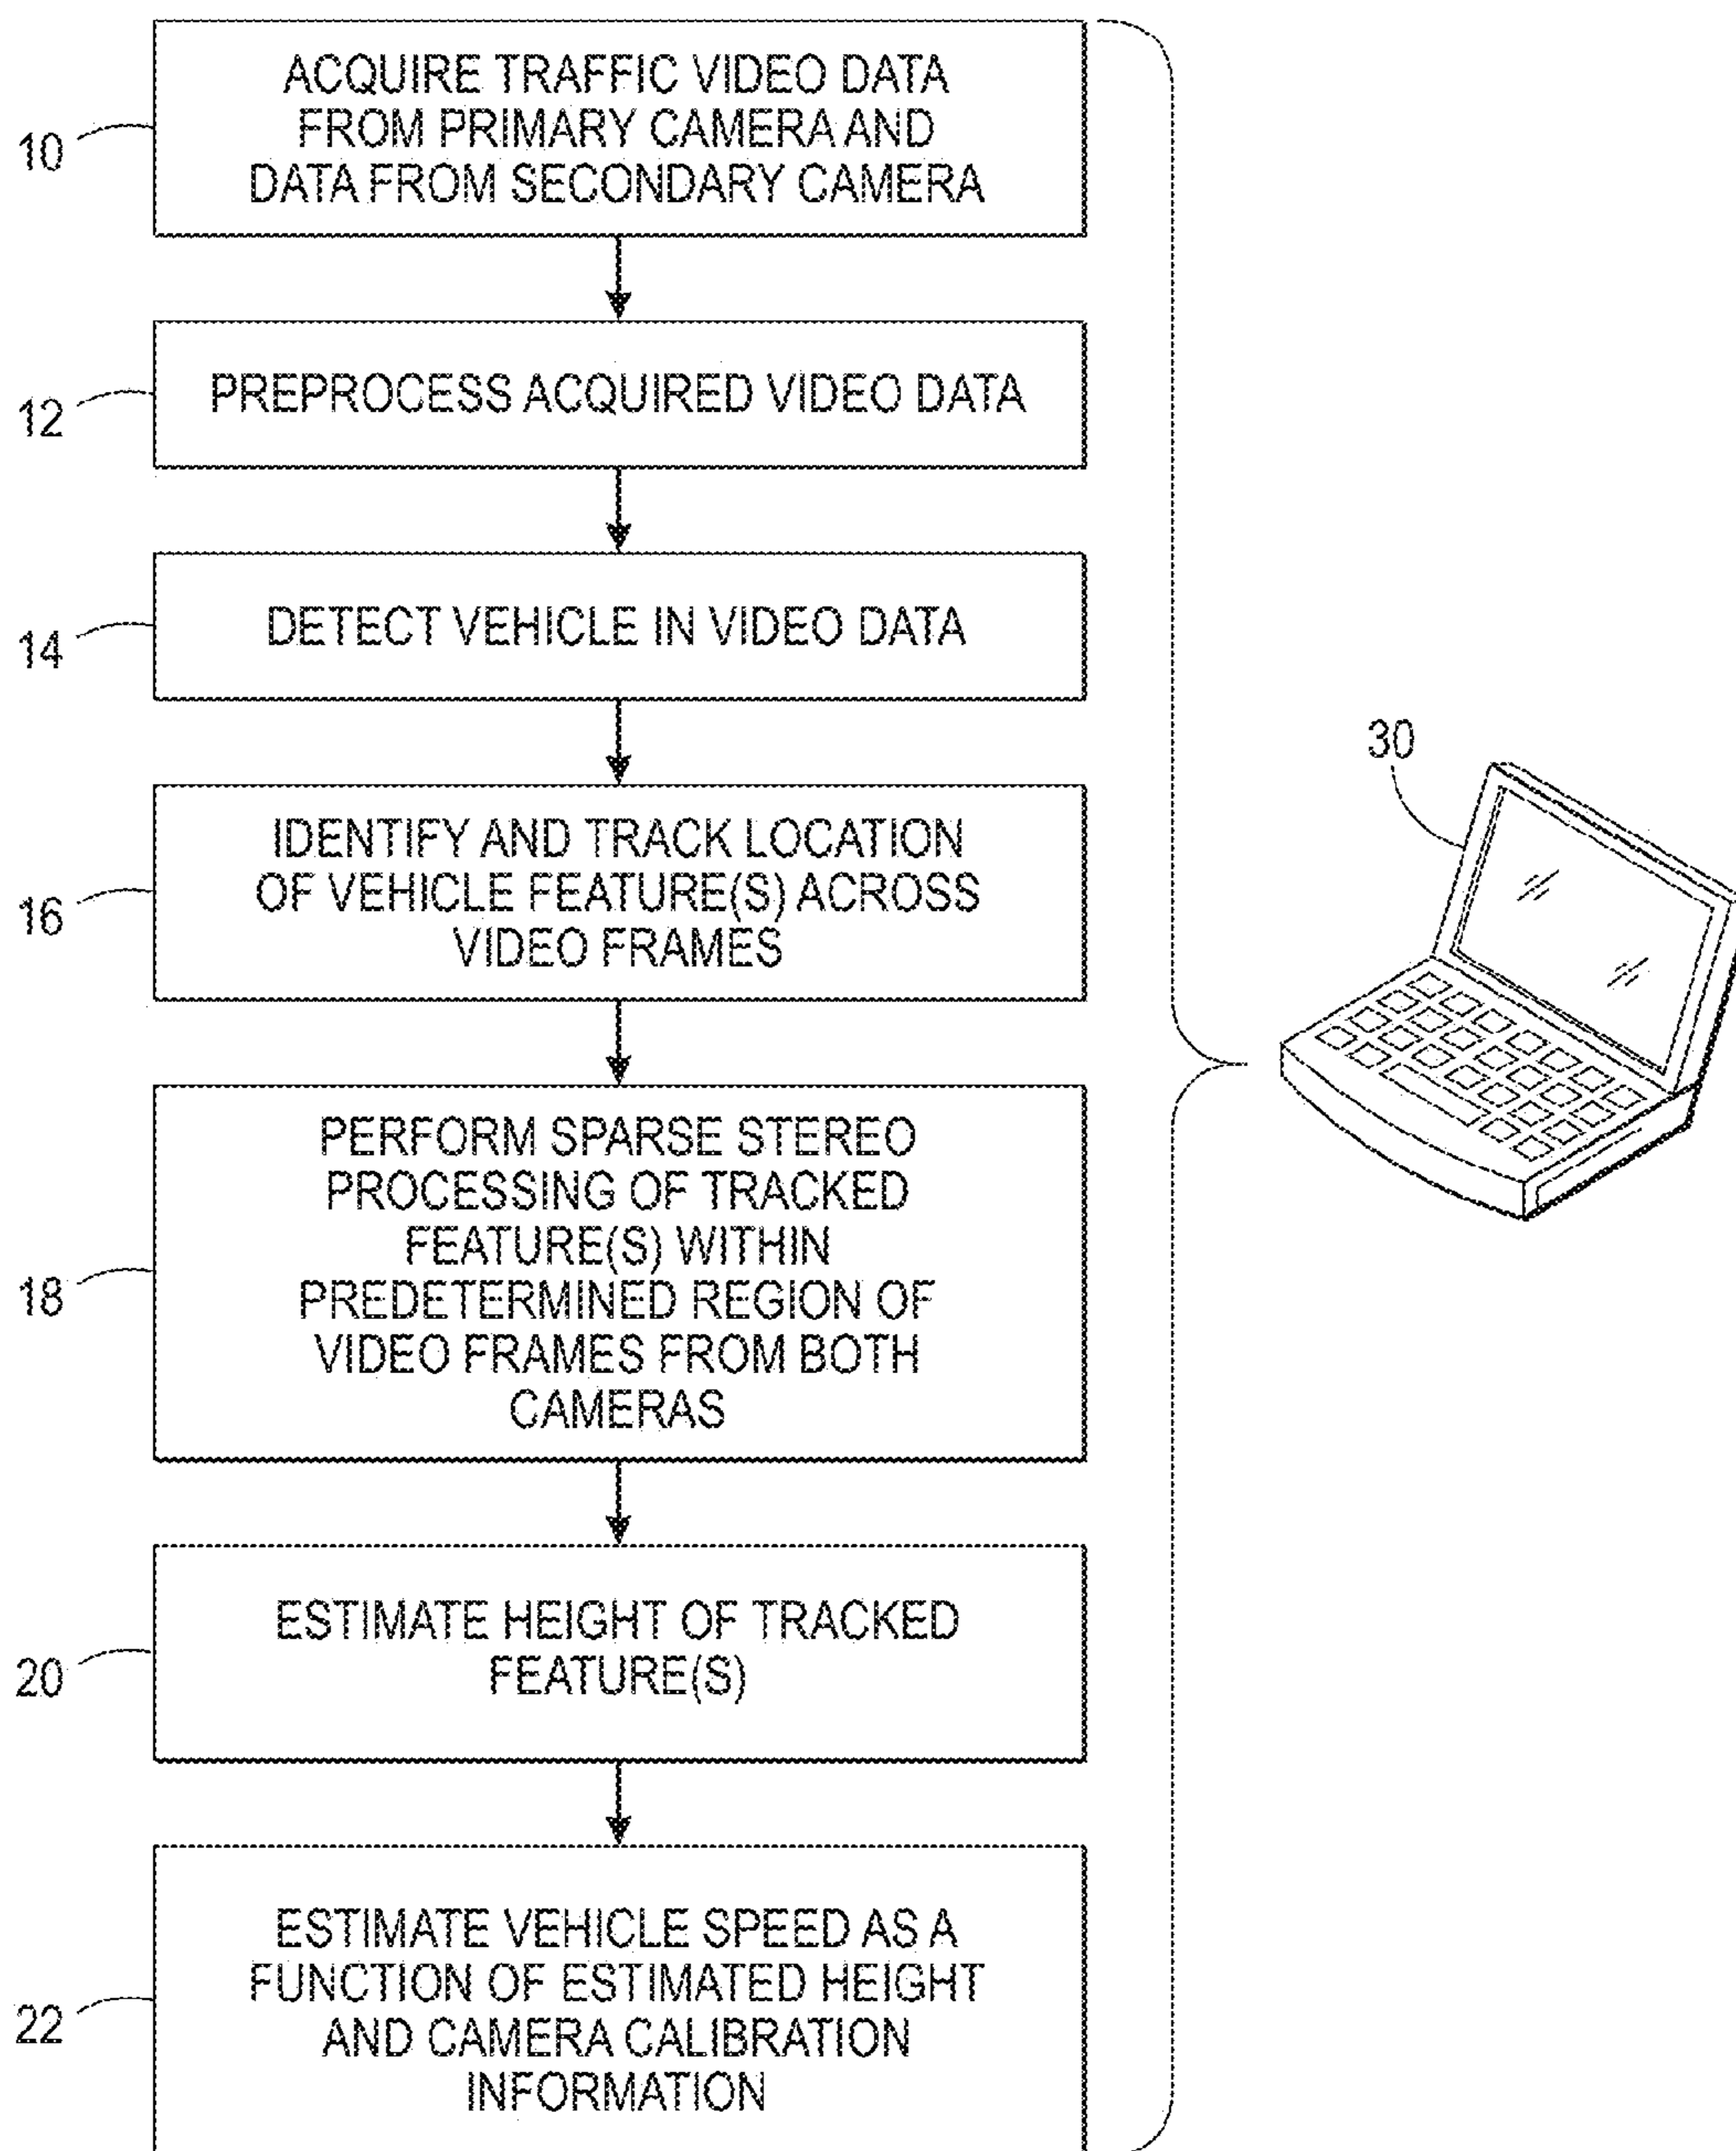 ACQUIRE TRAFFIC VIDEO DATA
FROM PRIMARY CAMERA AND
DATA FROM SECONDARY CAMERA
10
PREPROCESS ACQUIRED VIDEO DATA
12
DETECT VEHICLE IN VIDEO DATA
14
30
IDENTIFY AND TRACK LOCATION
OF VEHICLE FEATURE(S) ACROSS
VIDEO FRAMES
16
PERFORM SPARSE STEREO
PROCESSING OF TRACKED
FEATURE(S) WITHIN
PREDETERMINED REGION OF
VIDEO FRAMES FROM BOTH
CAMERAS
18
ESTIMATE HEIGHT OF TRACKED
FEATURE(S)
20
ESTIMATE VEHICLE SPEED AS A
FUNCTION OF ESTIMATED HEIGHT
AND CAMERA CALIBRATION
INFORMATION
22